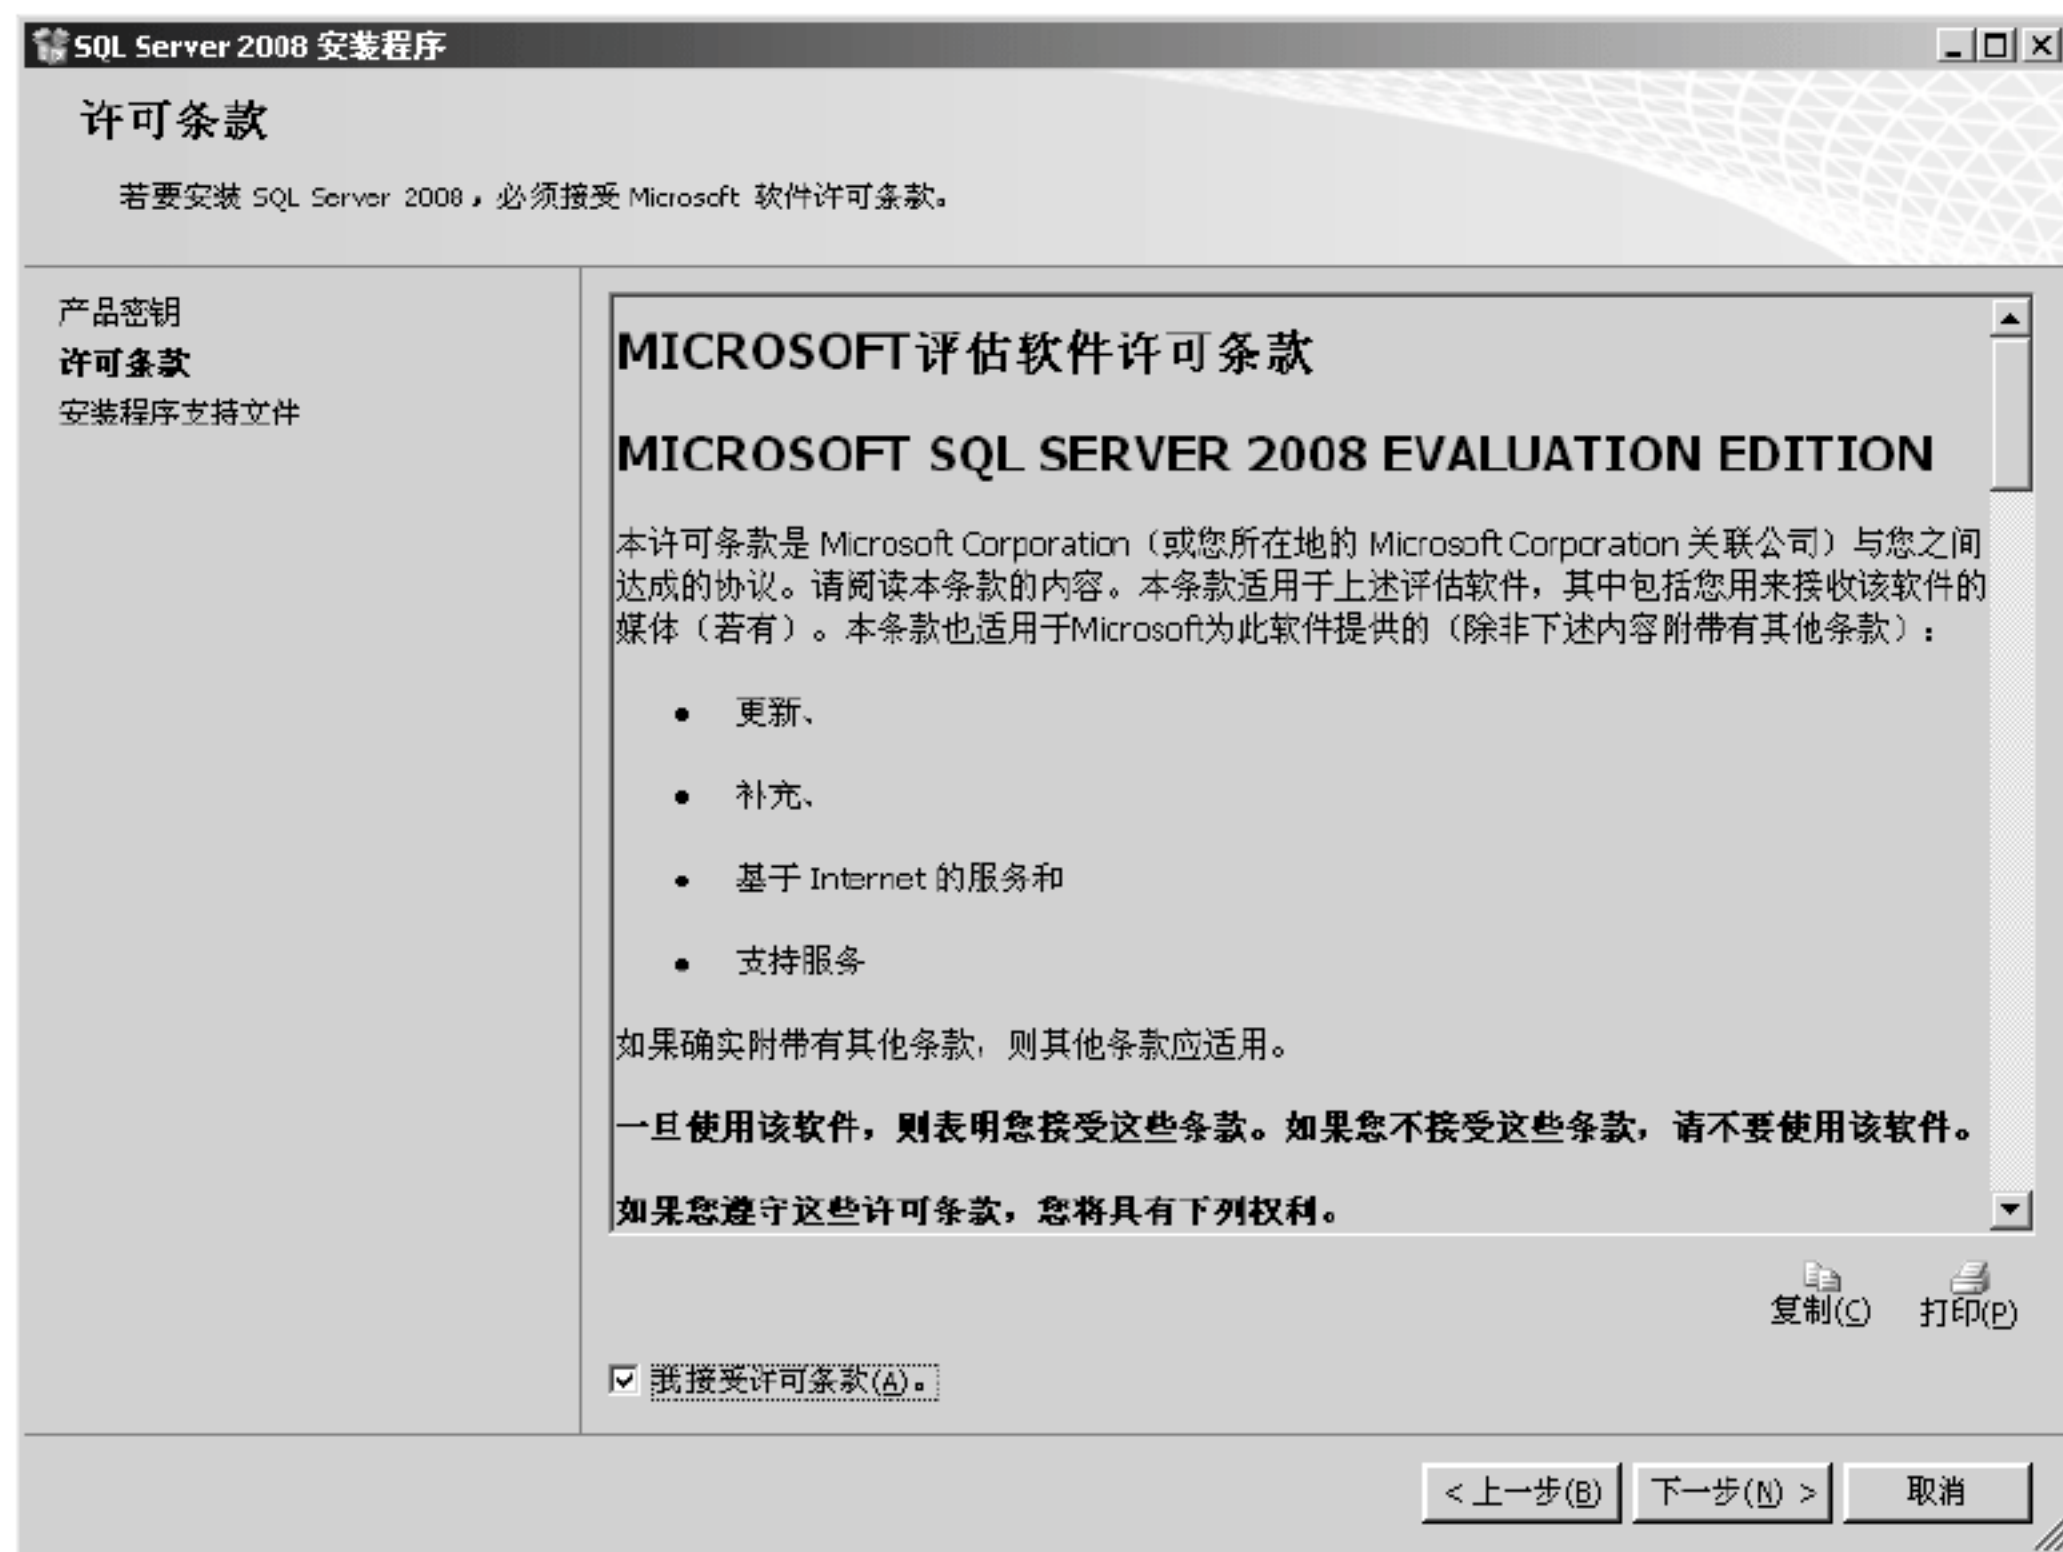 SQL Server 2008 安装程序
许可条款
若要安装 SQL Server 2008，必须接受 Microsoft 软件许可条款。
产品密钥
许可条款
安装程序支持文件
MICROSOFT评估软件许可条款
MICROSOFT SQL SERVER 2008 EVALUATION EDITION
本许可条款是 Microsoft Corporation（或您所在地的 Microsoft Corporation 关联公司）与您之间
达成的协议。请阅读本条款的内容。本条款适用于上述评估软件，其中包括您用来接收该软件的
媒体（若有）。本条款也适用于Microsoft为此软件提供的（除非下述内容附带有其他条款）：
• 更新、
• 补充、
• 基于 Internet 的服务和
• 支持服务
如果确实附带有其他条款，则其他条款应适用。
一旦使用该软件，则表明您接受这些条款。如果您不接受这些条款，请不要使用该软件。
如果您遵守这些许可条款，您将具有下列权利。
复制(C) 打印(P)
我接受许可条款(A)。
< 上一步(B) 下一步(N) > 取消